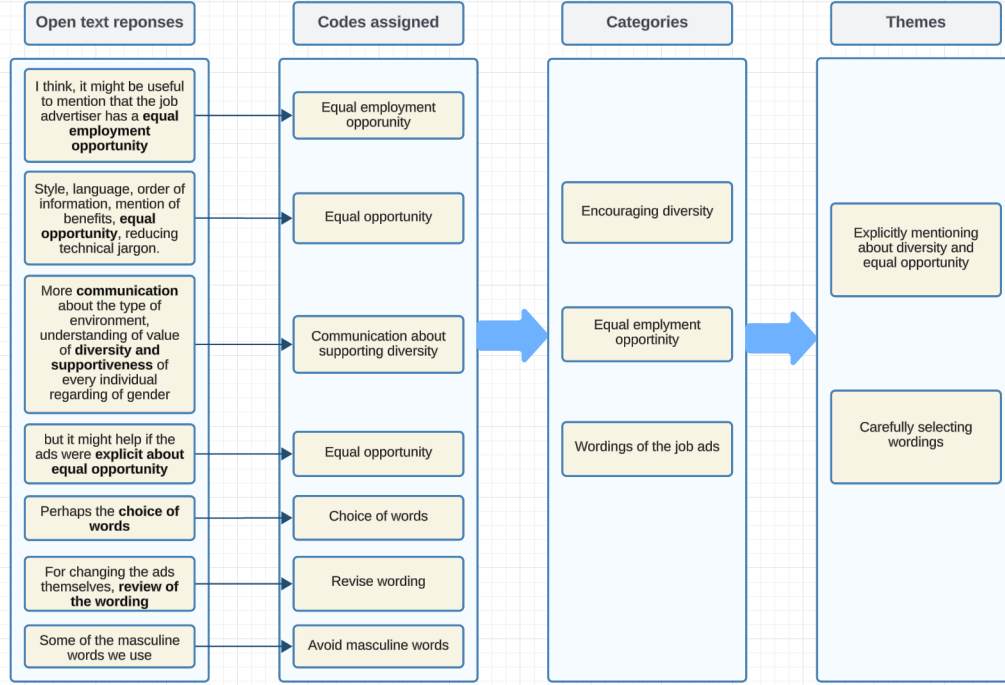 Open text reponses
Codes assigned
Categories
Themes
I think, it might be useful
to mention that the job
advertiser has a equal
employment
opportunity
Style, language, order of
information, mention of
benefits, equal
opportunity, reducing
technical jargon.
More communication
about the type of
environment,
understanding of value
of diversity and
supportiveness of
every individual
regarding of gender
but it might help if the
ads were explicit about
equal opportunity
Perhaps the choice of
words
For changing the ads
themselves, review of
the wording
Some of the masculine
words we use
Equal employment
opporunity
Equal opportunity
Communication about
supporting diversity
Equal opportunity
Choice of words
Revise wording
Avoid masculine words
Encouraging diversity
Equal emplyment
opportinity
Wordings of the job ads
Explicitly mentioning
about diversity and
equal opportunity
Carefully selecting
wordings